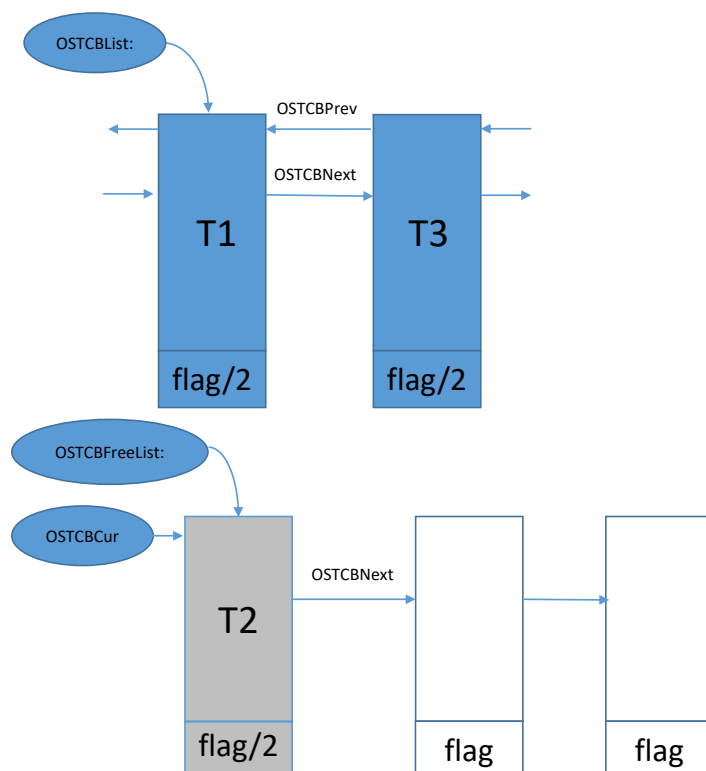 OSTCBList:
OSTCBPrev
OSTCBNext
T1
T3
flag/2
flag/2
OSTCBFreeList:
OSTCBCur
OSTCBNext
T2
flag/2
flag
flag